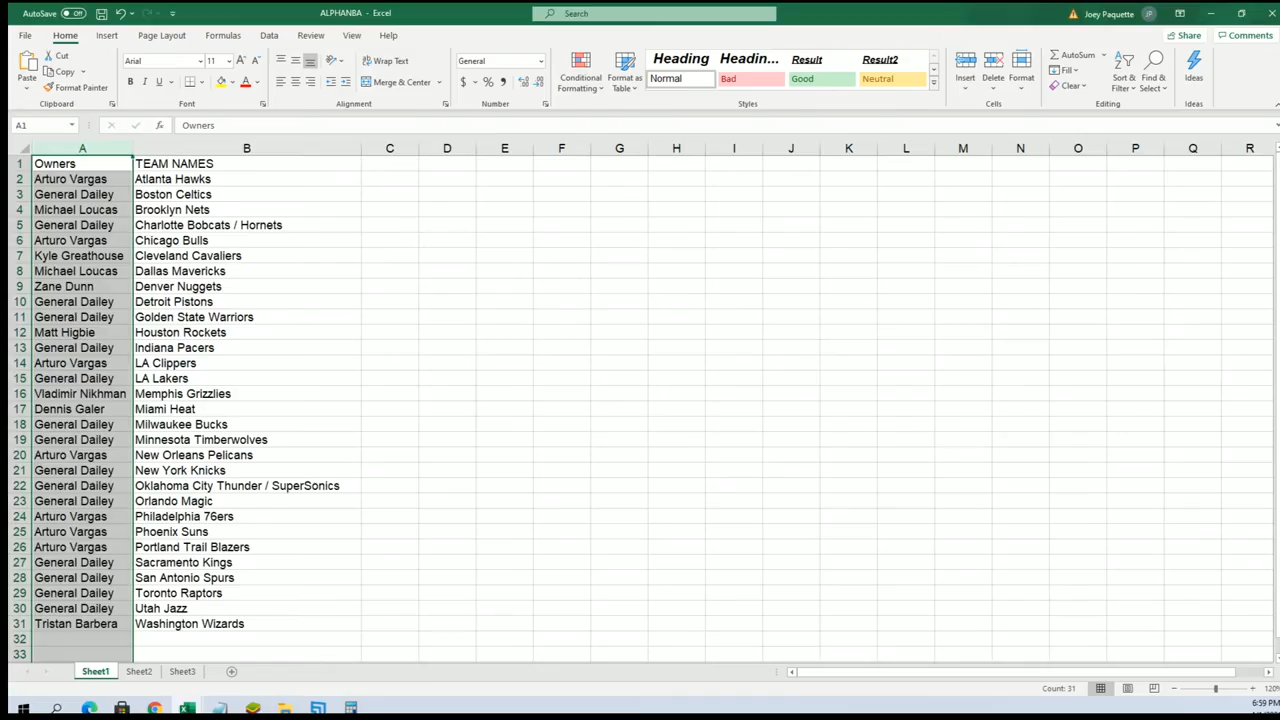 AutoSave Off ALPHANBA - Excel Search Joey Paquette JP
File Home Insert Page Layout Formulas Data Review View Help Share Comments
Cut Arial 11 Wrap Text General Heading Headin... Result Result2 AutoSum
Copy Fill
Paste Format Painter B I U A Merge & Center $ % Conditional Formatting Format as Table Normal Bad Good Neutral Insert Delete Format Clear Sort & Filter Find & Select Ideas
Clipboard Font Alignment Number Styles Cells Editing Ideas
A1 fx Owners
A B C D E F G H I J K L M N O P Q R
1 Owners TEAM NAMES
2 Arturo Vargas Atlanta Hawks
3 General Dailey Boston Celtics
4 Michael Loucas Brooklyn Nets
5 General Dailey Charlotte Bobcats / Hornets
6 Arturo Vargas Chicago Bulls
7 Kyle Greathouse Cleveland Cavaliers
8 Michael Loucas Dallas Mavericks
9 Zane Dunn Denver Nuggets
10 General Dailey Detroit Pistons
11 General Dailey Golden State Warriors
12 Matt Higbie Houston Rockets
13 General Dailey Indiana Pacers
14 Arturo Vargas LA Clippers
15 General Dailey LA Lakers
16 Vladimir Nikhman Memphis Grizzlies
17 Dennis Galer Miami Heat
18 General Dailey Milwaukee Bucks
19 General Dailey Minnesota Timberwolves
20 Arturo Vargas New Orleans Pelicans
21 General Dailey New York Knicks
22 General Dailey Oklahoma City Thunder / SuperSonics
23 General Dailey Orlando Magic
24 Arturo Vargas Philadelphia 76ers
25 Arturo Vargas Phoenix Suns
26 Arturo Vargas Portland Trail Blazers
27 General Dailey Sacramento Kings
28 General Dailey San Antonio Spurs
29 General Dailey Toronto Raptors
30 General Dailey Utah Jazz
31 Tristan Barbera Washington Wizards
32
33
Sheet1 Sheet2 Sheet3
Count: 31 120%
6:59 PM